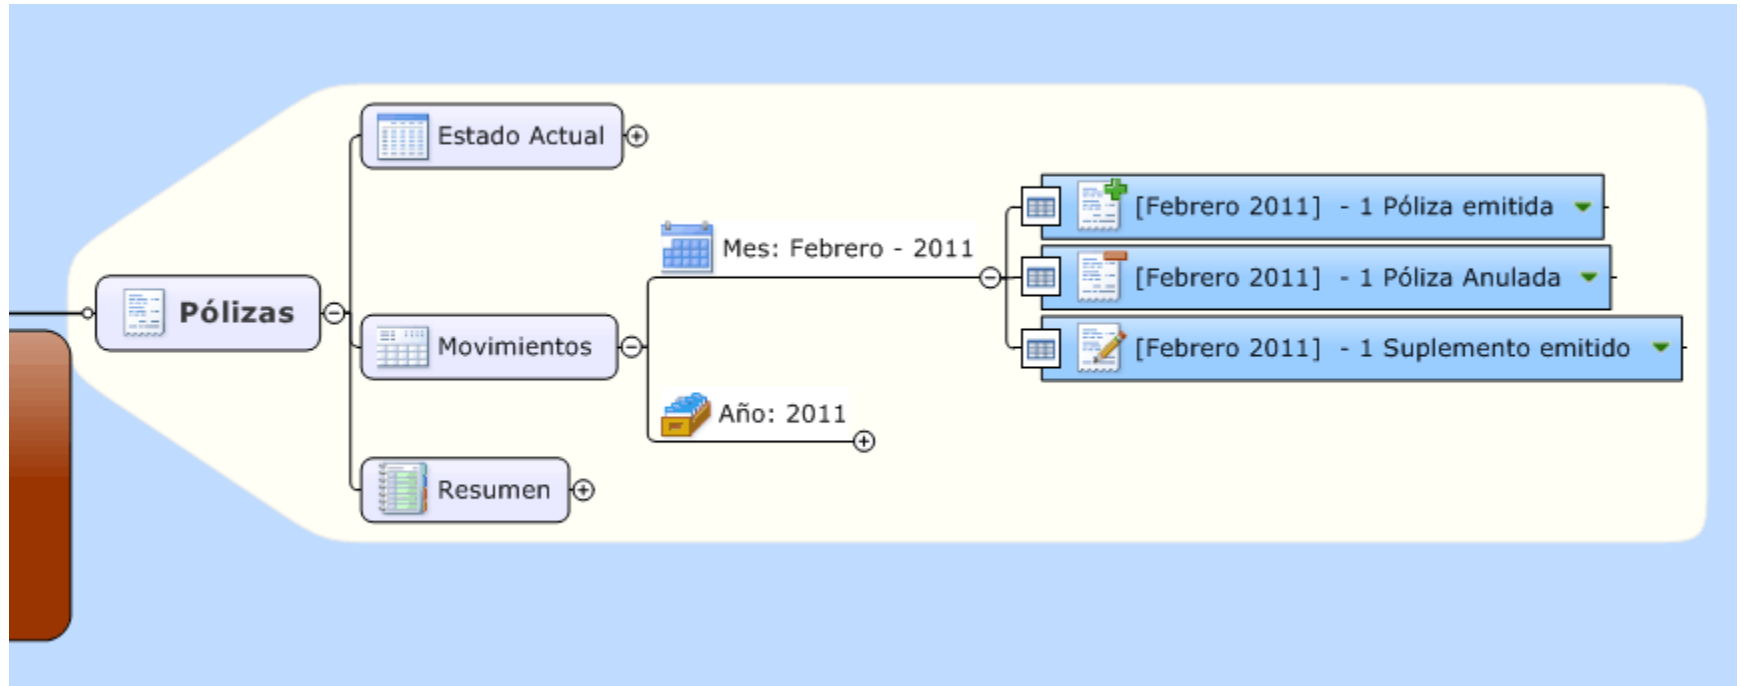 Estado Actual
[Febrero 2011]  - 1 Póliza emitida
Mes: Febrero - 2011
[Febrero 2011]  - 1 Póliza Anulada
Pólizas
Movimientos
[Febrero 2011]  - 1 Suplemento emitido
Año: 2011
Resumen